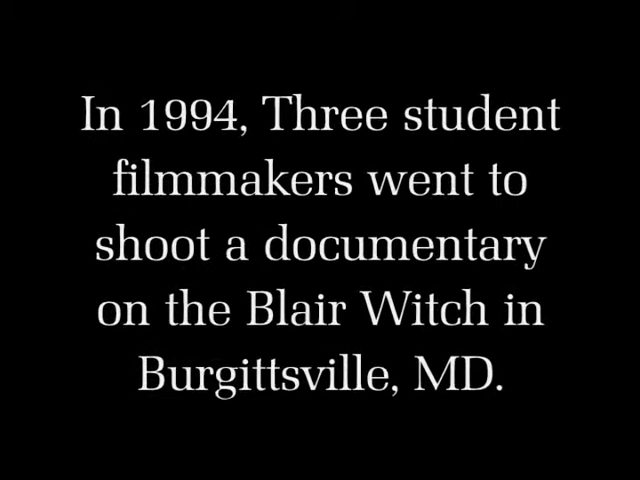 In 1994, Three student
filmmakers went to
shoot a documentary
on the Blair Witch in
Burgittsville, MD.